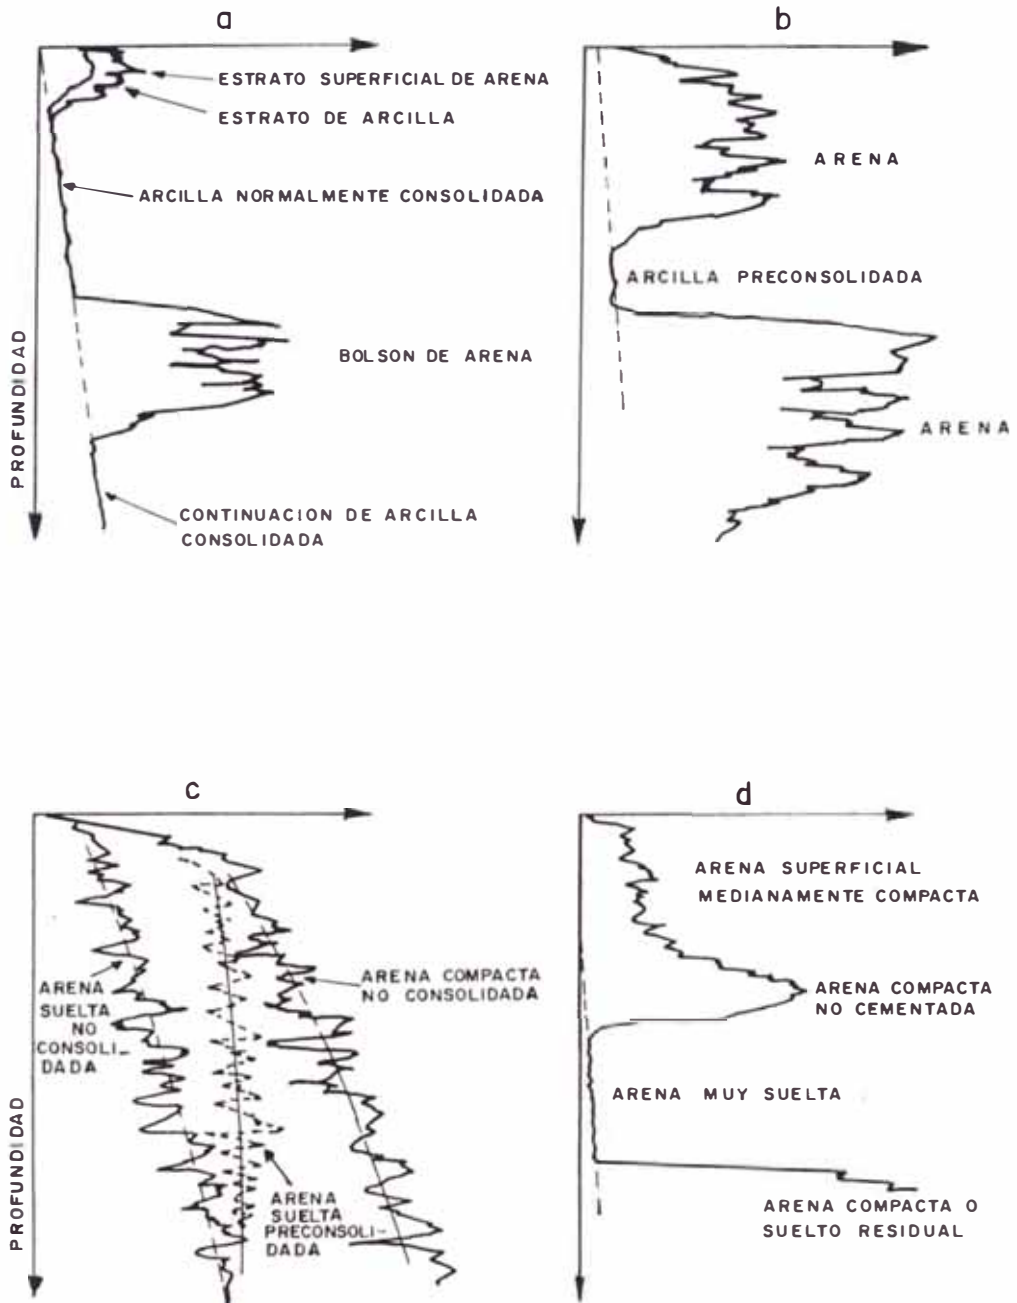 a
ESTRATO SUPERFICIAL DE ARENA
ESTRATO DE ARCILLA
ARCILLA NORMALMENTE CONSOLIDADA
BOLSON DE ARENA
CONTINUACION DE ARCILLA
CONSOLIDADA
PROFUNDIDAD
b
ARENA
ARCILLA PRECONSOLIDADA
ARENA
c
ARENA
SUELTA
NO
CONSOLI-
DADA
ARENA COMPACTA
NO CONSOLIDADA
ARENA
SUELTA
PRECONSOLI-
DADA
PROFUNDIDAD
d
ARENA SUPERFICIAL
MEDIANAMENTE COMPACTA
ARENA COMPACTA
NO CEMENTADA
ARENA MUY SUELTA
ARENA COMPACTA O
SUELTO RESIDUAL